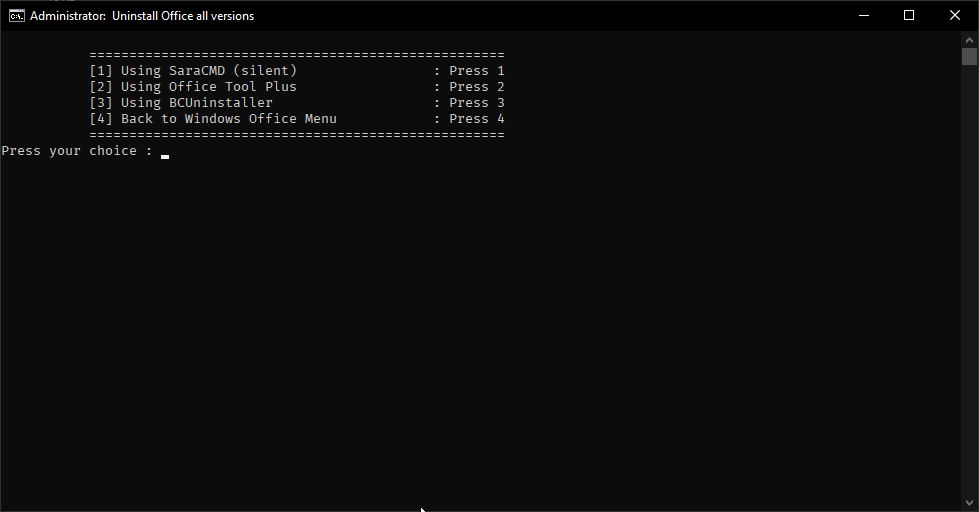 Administrator: Uninstall Office all versions
====================================================
[1] Using SaraCMD (silent) : Press 1
[2] Using Office Tool Plus : Press 2
[3] Using BCUninstaller : Press 3
[4] Back to Windows Office Menu : Press 4
====================================================
Press your choice :